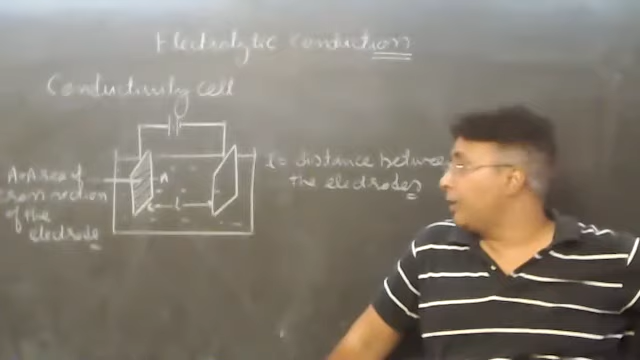 Electrolytic conduction
Conductivity cell
l = distance between
the electrodes
A = Area of
cross section
of the
electrode
A
l